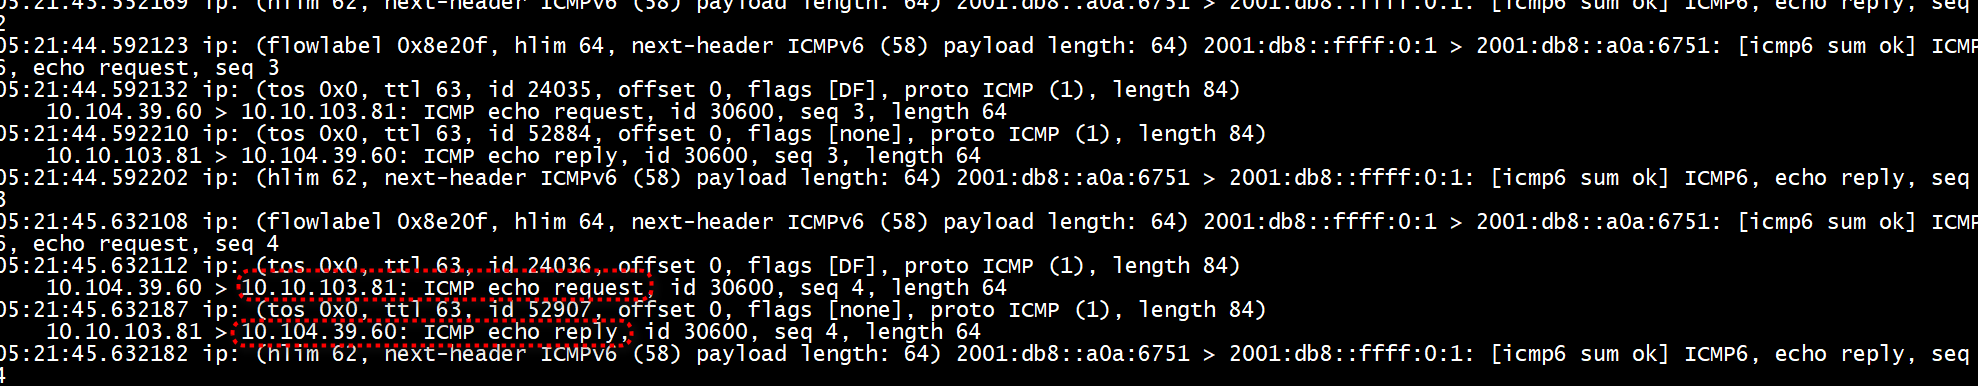 05:21:43.552169 ip: (hlim 62, next-header ICMPv6 (58) payload length: 64) 2001:db8::a0a:6751 > 2001:db8::ffff:0:1: [icmp6 sum ok] ICMP6, echo reply, seq
2
05:21:44.592123 ip: (flowlabel 0x8e20f, hlim 64, next-header ICMPv6 (58) payload length: 64) 2001:db8::ffff:0:1 > 2001:db8::a0a:6751: [icmp6 sum ok] ICMP
6, echo request, seq 3
05:21:44.592132 ip: (tos 0x0, ttl 63, id 24035, offset 0, flags [DF], proto ICMP (1), length 84)
10.104.39.60 > 10.10.103.81: ICMP echo request, id 30600, seq 3, length 64
05:21:44.592210 ip: (tos 0x0, ttl 63, id 52884, offset 0, flags [none], proto ICMP (1), length 84)
10.10.103.81 > 10.104.39.60: ICMP echo reply, id 30600, seq 3, length 64
05:21:44.592202 ip: (hlim 62, next-header ICMPv6 (58) payload length: 64) 2001:db8::a0a:6751 > 2001:db8::ffff:0:1: [icmp6 sum ok] ICMP6, echo reply, seq
3
05:21:45.632108 ip: (flowlabel 0x8e20f, hlim 64, next-header ICMPv6 (58) payload length: 64) 2001:db8::ffff:0:1 > 2001:db8::a0a:6751: [icmp6 sum ok] ICMP
6, echo request, seq 4
05:21:45.632112 ip: (tos 0x0, ttl 63, id 24036, offset 0, flags [DF], proto ICMP (1), length 84)
10.104.39.60 > 10.10.103.81: ICMP echo request, id 30600, seq 4, length 64
05:21:45.632187 ip: (tos 0x0, ttl 63, id 52907, offset 0, flags [none], proto ICMP (1), length 84)
10.10.103.81 > 10.104.39.60: ICMP echo reply, id 30600, seq 4, length 64
05:21:45.632182 ip: (hlim 62, next-header ICMPv6 (58) payload length: 64) 2001:db8::a0a:6751 > 2001:db8::ffff:0:1: [icmp6 sum ok] ICMP6, echo reply, seq
4